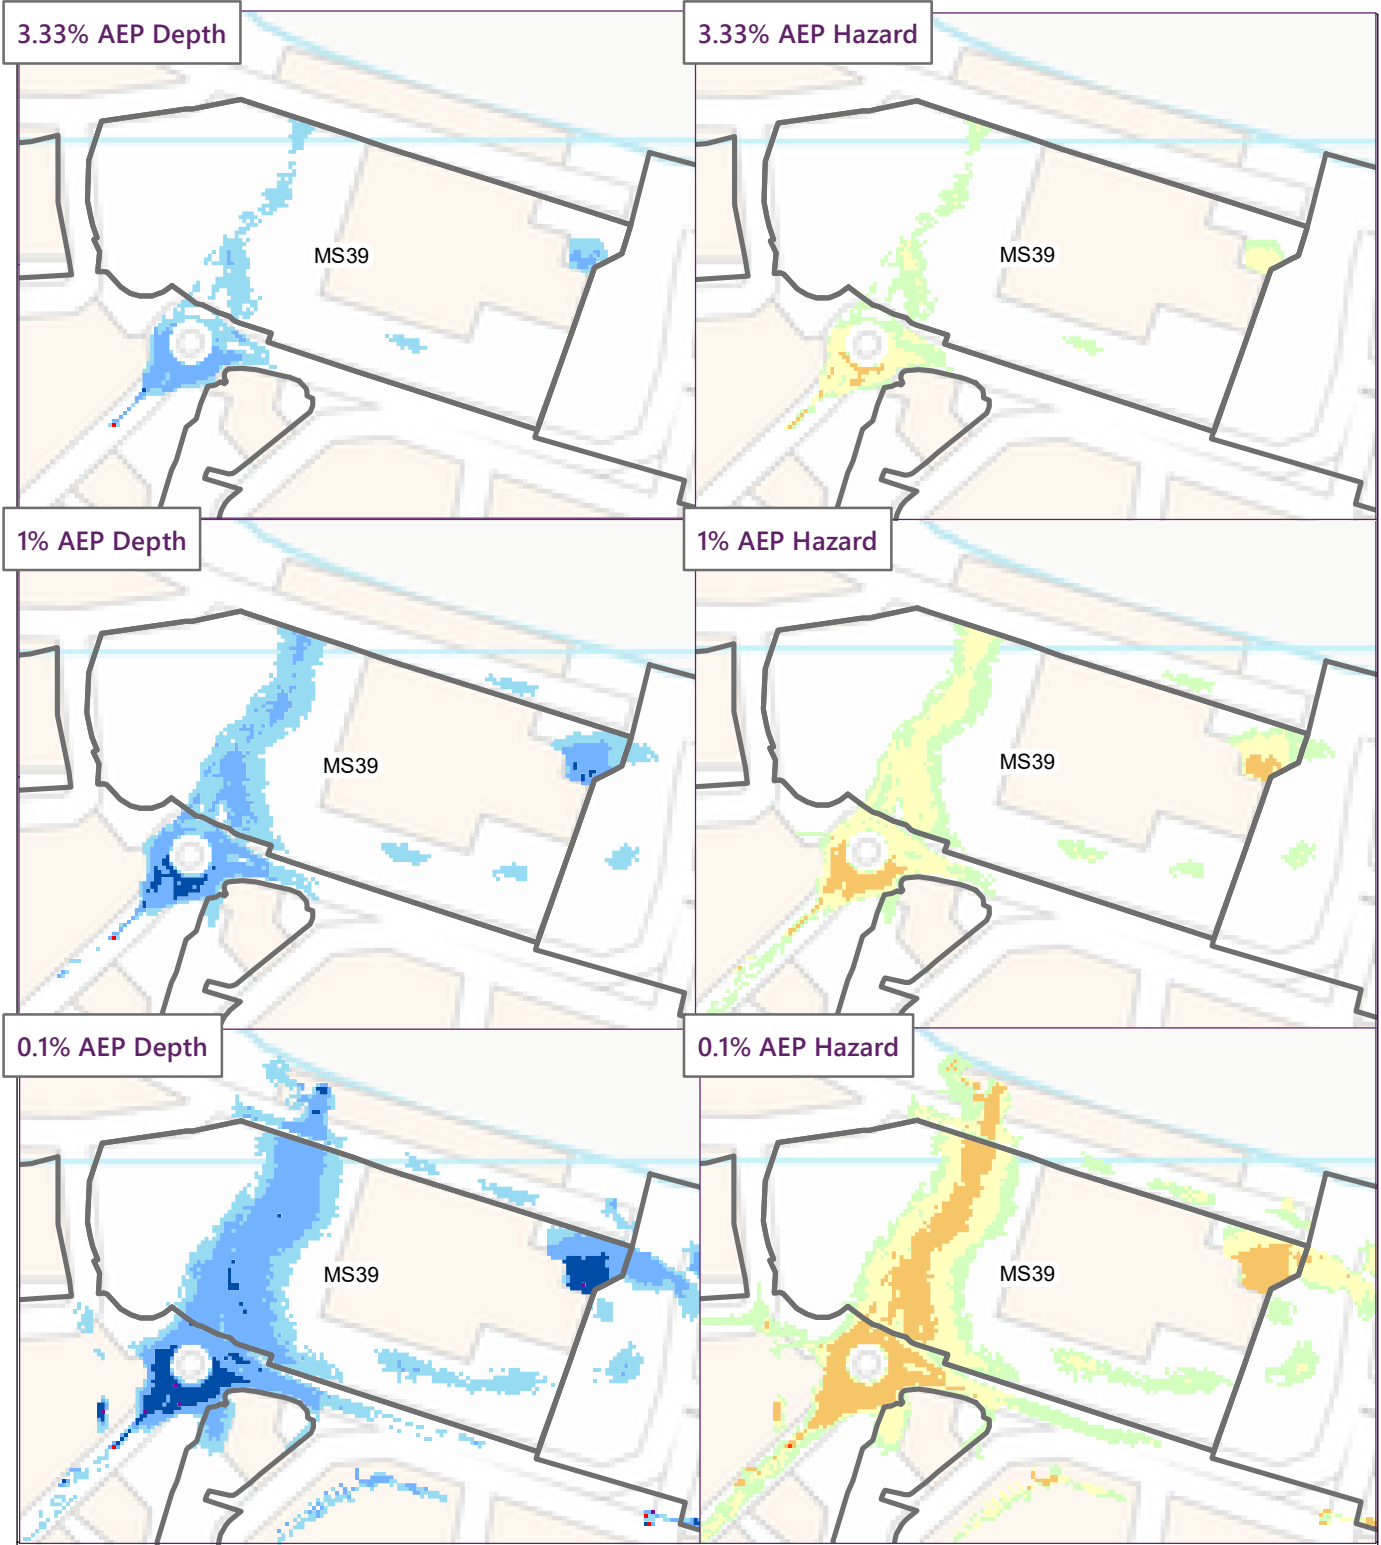 3.33% AEP Depth
3.33% AEP Hazard
MS39
MS39
1% AEP Depth
1% AEP Hazard
MS39
MS39
0.1% AEP Depth
0.1% AEP Hazard
MS39
MS39